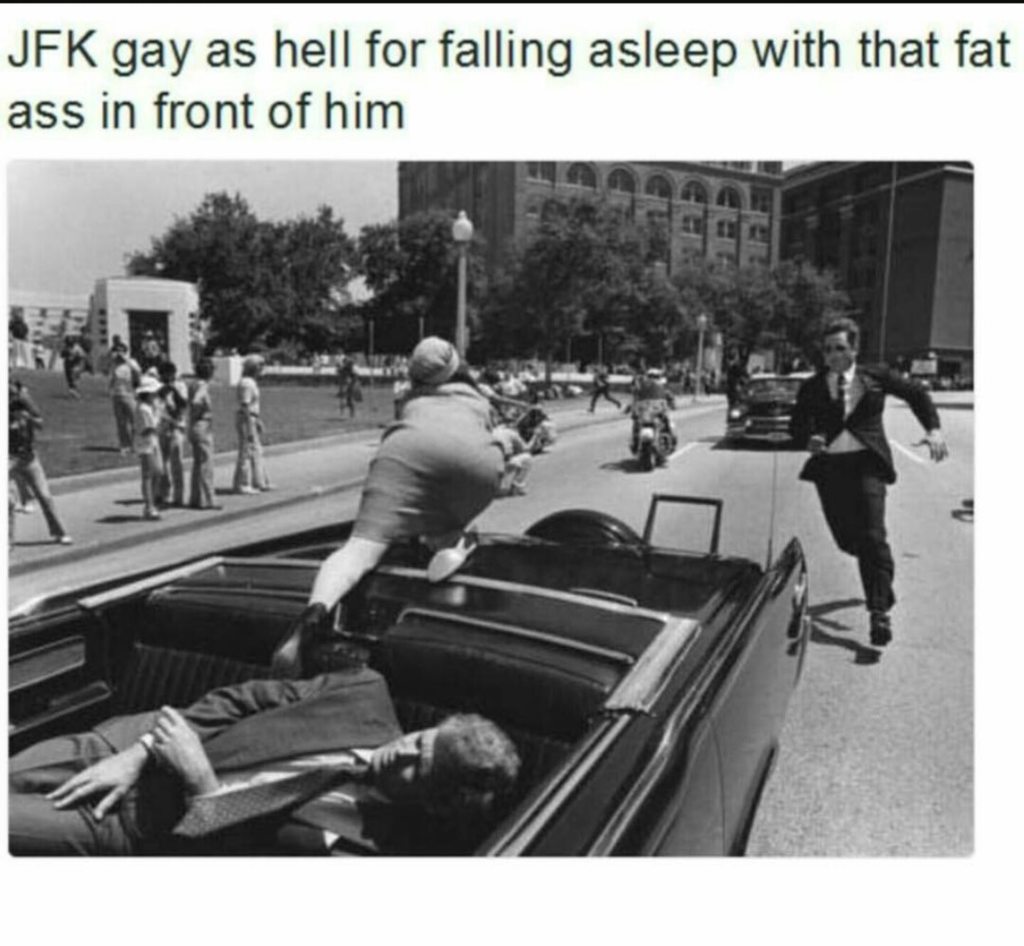 JFK gay as hell for falling asleep with that fat
ass in front of him